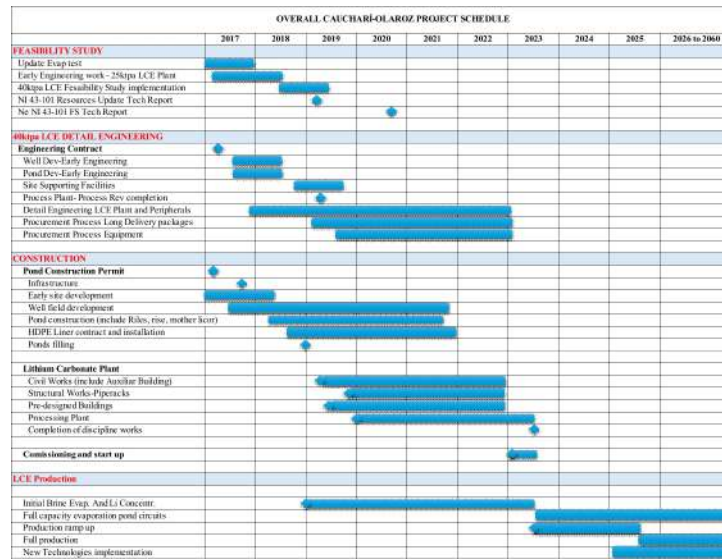 OVERALL CAUCHARÍ-OLAROZ PROJECT SCHEDULE
2017 2018 2019 2020 2021 2022 2023 2024 2025 2026 to 2060
FEASIBILITY STUDY
Update Evap test
Early Engineering work - 25ktpa LCE Plant
40ktpa LCE Fesaibility Study implementation
NI 43-101 Resources Update Tech Report
Ne NI 43-101 FS Tech Report
40ktpa LCE DETAIL ENGINEERING
Engineering Contract
Well Dev-Early Engineering
Pond Dev-Early Engineering
Site Supporting Facilities
Process Plant- Process Rev completion
Detail Engineering LCE Plant and Peripherals
Procurement Process Long Delivery packages
Procurement Process Equipment
CONSTRUCTION
Pond Construction Permit
Infrastructure
Early site development
Well field development
Pond construction (include Riles, rise, mother licor)
HDPE Liner contract and installation
Ponds filling
Lithium Carbonate Plant
Civil Works (include Auxiliar Building)
Structural Works-Piperacks
Pre-designed Buildings
Processing Plant
Completion of discipline works
Comissioning and start up
LCE Production
Initial Brine Evap. And Li Concentr.
Full capacity evaporation pond circuits
Production ramp up
Full production
New Technologies implementation